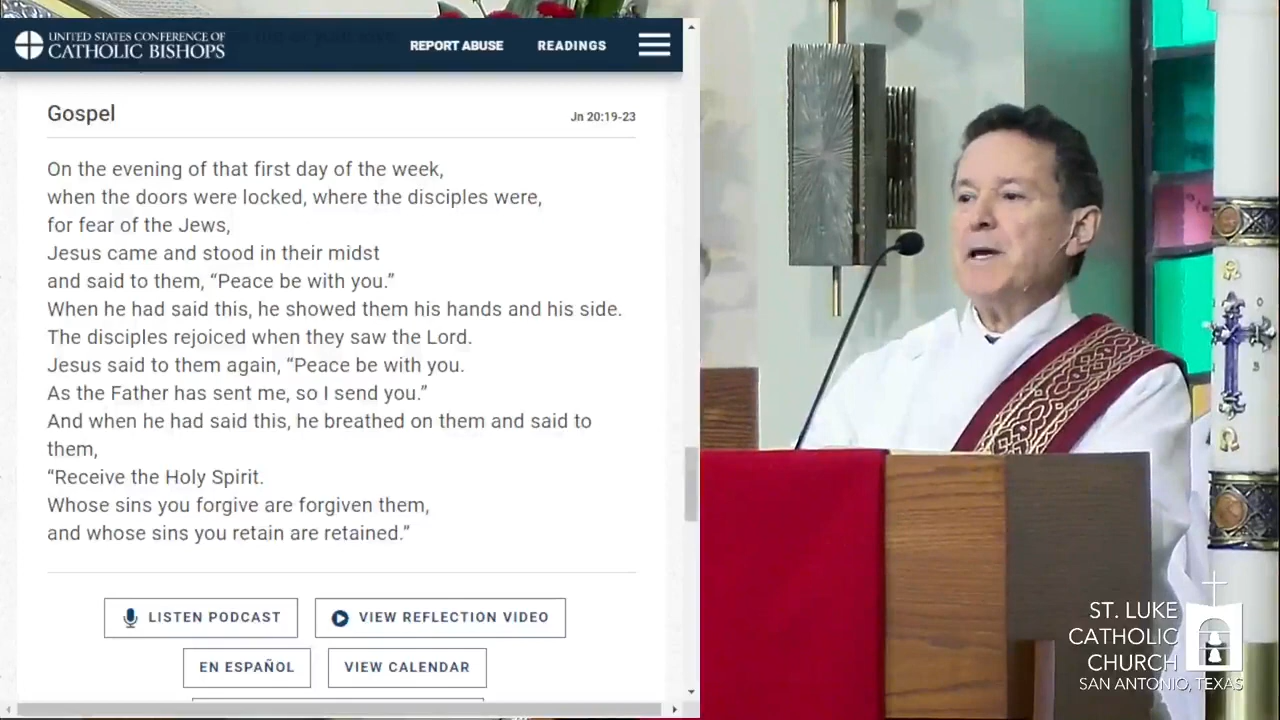 UNITED STATES CONFERENCE OF
CATHOLIC BISHOPS
REPORT ABUSE
READINGS
Gospel
Jn 20:19-23
On the evening of that first day of the week,
when the doors were locked, where the disciples were,
for fear of the Jews,
Jesus came and stood in their midst
and said to them, “Peace be with you.”
When he had said this, he showed them his hands and his side.
The disciples rejoiced when they saw the Lord.
Jesus said to them again, “Peace be with you.
As the Father has sent me, so I send you.”
And when he had said this, he breathed on them and said to
them,
“Receive the Holy Spirit.
Whose sins you forgive are forgiven them,
and whose sins you retain are retained.”
LISTEN PODCAST
VIEW REFLECTION VIDEO
EN ESPAÑOL
VIEW CALENDAR
ST. LUKE
CATHOLIC
CHURCH
SAN ANTONIO, TEXAS